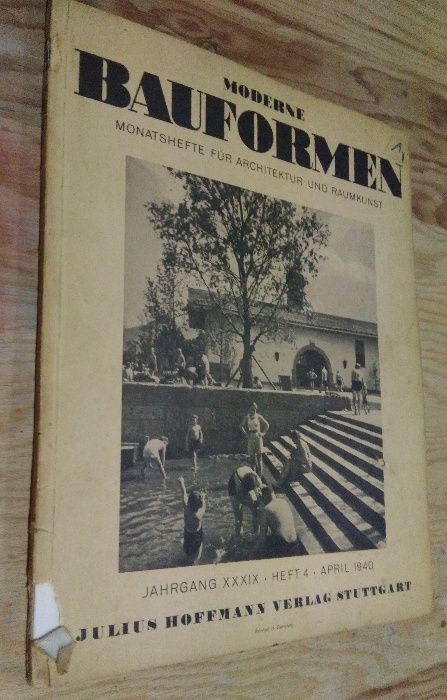 MODERNE
BAUFORMEN
MONATSHEFTE FÜR ARCHITEKTUR UND RAUMKUNST
JAHRGANG XXXIX · HEFT 4 · APRIL 1940
JULIUS HOFFMANN VERLAG STUTTGART